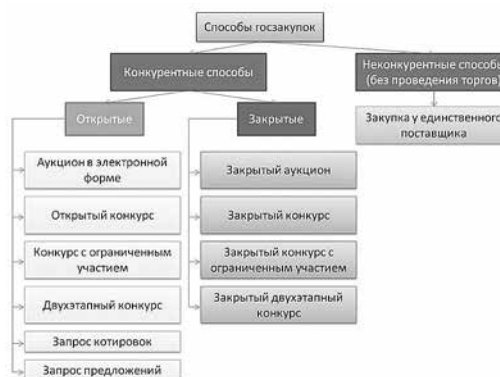 Способы госзакупок
Конкурентные способы
Неконкурентные способы
(без проведения торгов)
Открытые
Закрытые
Закупка у единственного
поставщика
Аукцион в электронной
форме
Открытый конкурс
Конкурс с ограниченным
участием
Двухэтапный конкурс
Запрос котировок
Запрос предложений
Закрытый аукцион
Закрытый конкурс
Закрытый конкурс с
ограниченным участием
Закрытый двухэтапный
конкурс